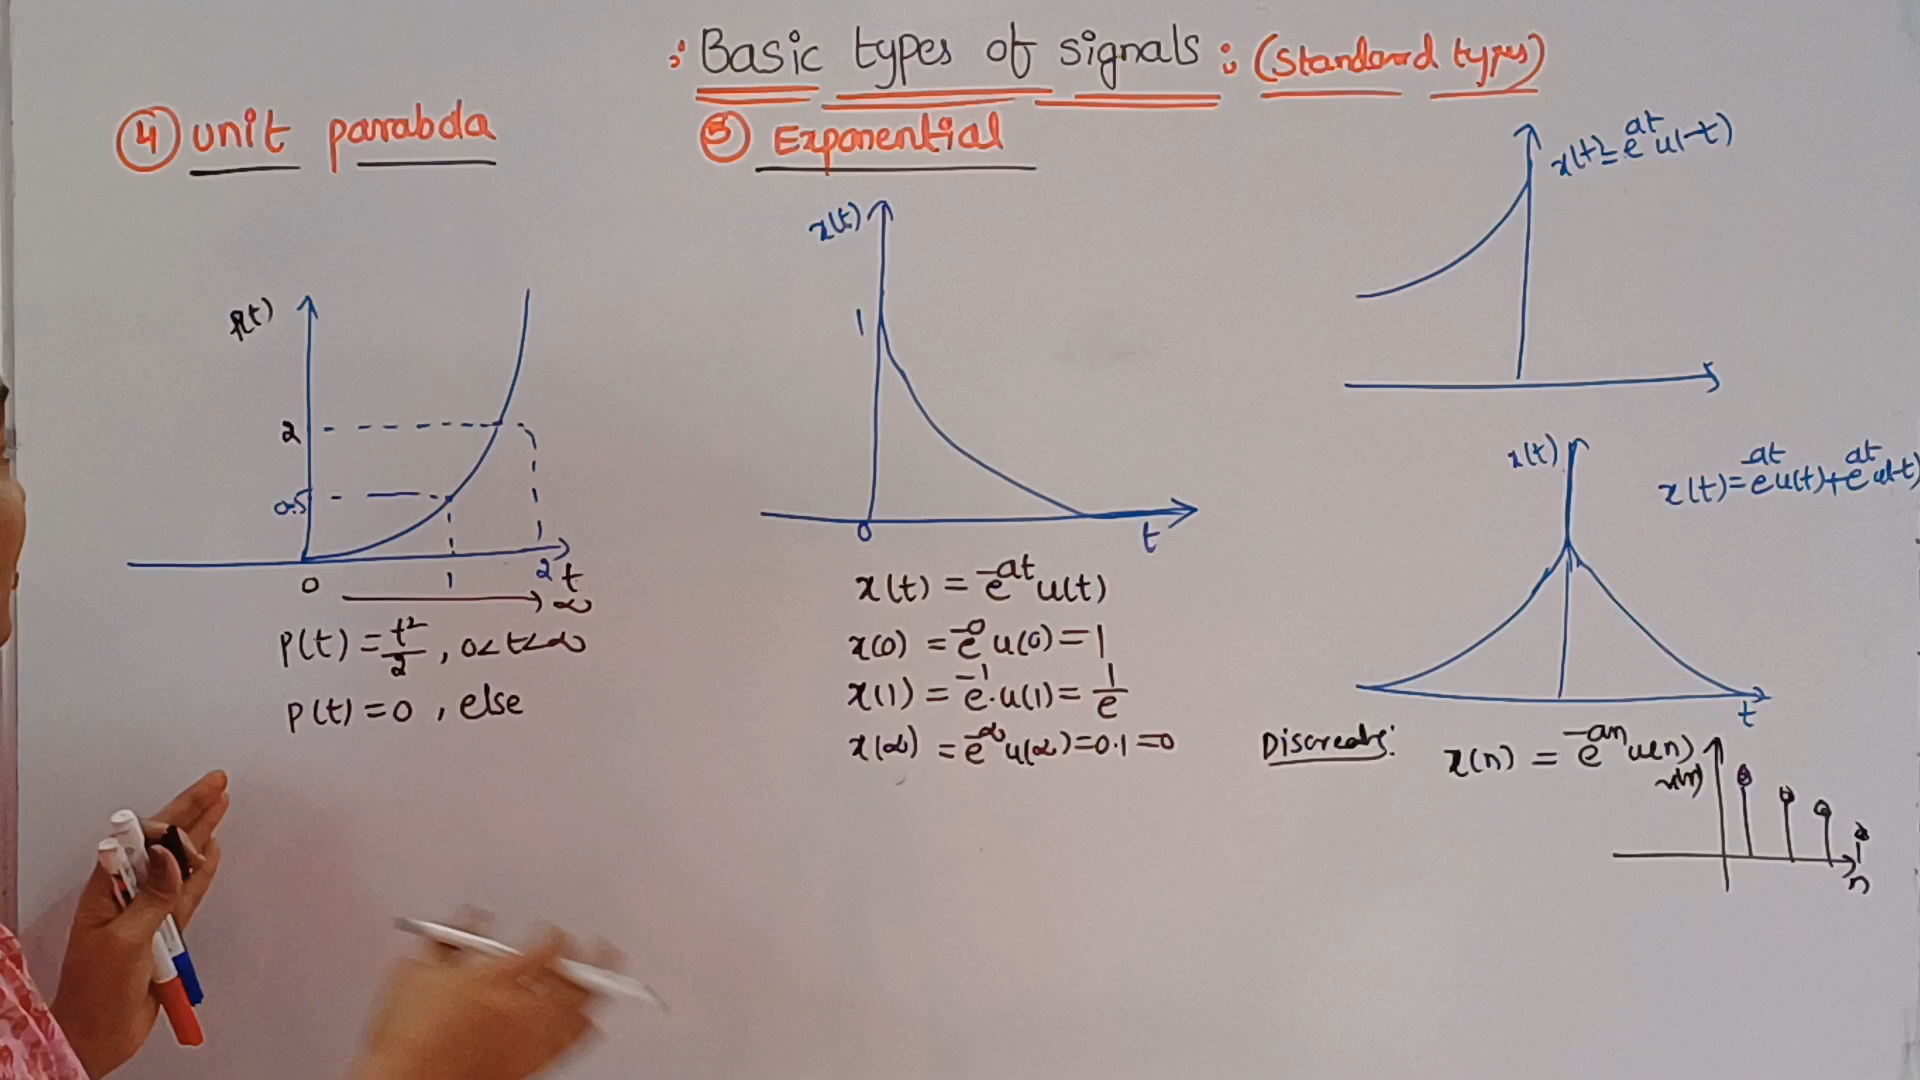 : Basic types of signals : (Standard types)
④ unit parabola
p(t)
2
0.5
0
1
2
t
∞
P(t) = t²/2 , 0<t<∞
P(t) = 0 , else
⑤ Exponential
x(t)
1
0
t
x(t) = e^-at u(t)
x(0) = e^-0 u(0) = 1
x(1) = e^-1 . u(1) = 1/e
x(∞) = e^-∞ u(∞) = 0.1 = 0
x(t) = e^at u(-t)
x(t)
x(t) = e^-at u(t) + e^at u(-t)
t
x(n) = e^-an u(n)
x(n)
n